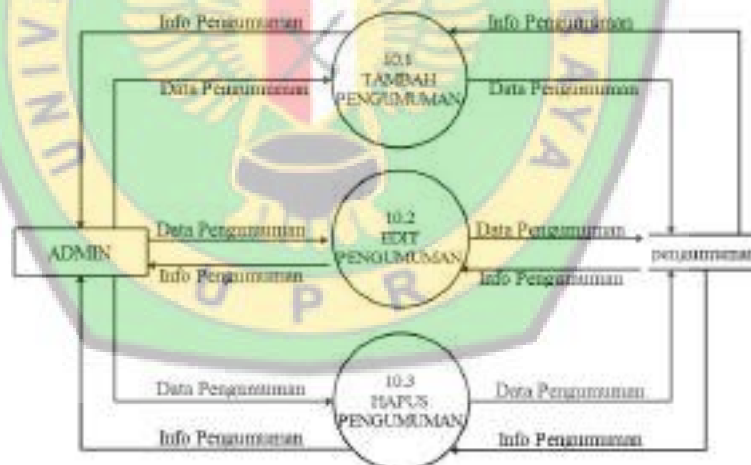 Info Pengumuman
Info Pengumuman
10.1
TAMBAH
PENGUMUMAN
Data Pengumuman
Data Pengumuman
10.2
EDIT
PENGUMUMAN
Data Pengumuman
Data Pengumuman
ADMIN
pengumuman
Info Pengumuman
Info Pengumuman
10.3
HAPUS
PENGUMUMAN
Data Pengumuman
Data Pengumuman
Info Pengumuman
Info Pengumuman
UPR